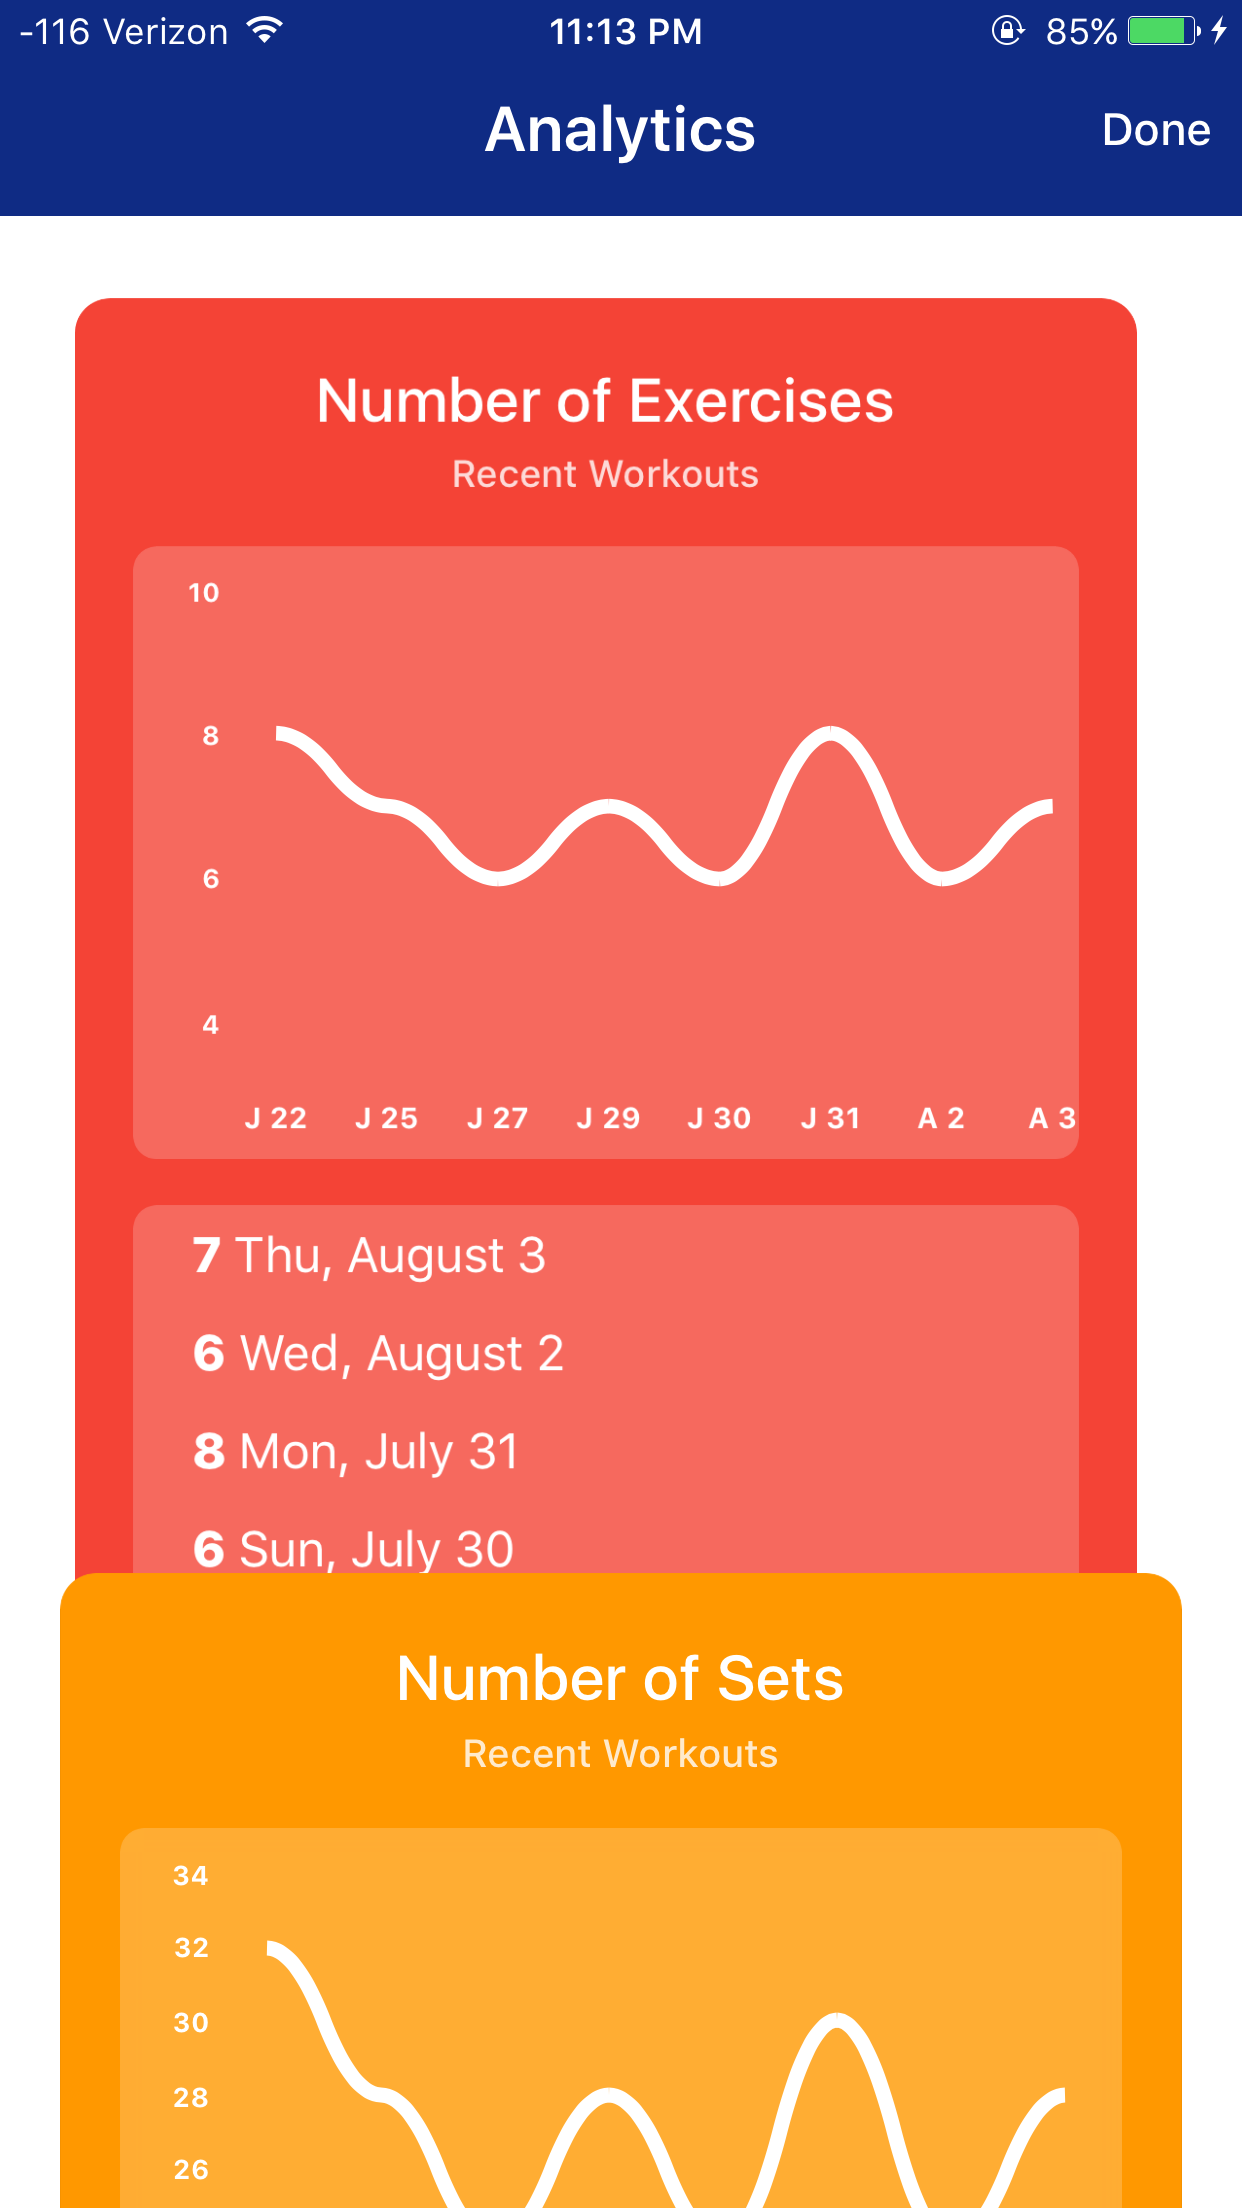 -116 Verizon 11:13 PM 85%
Analytics Done
Number of Exercises
Recent Workouts
10
8
6
4
J 22 J 25 J 27 J 29 J 30 J 31 A 2 A 3
7 Thu, August 3
6 Wed, August 2
8 Mon, July 31
6 Sun, July 30
Number of Sets
Recent Workouts
34
32
30
28
26